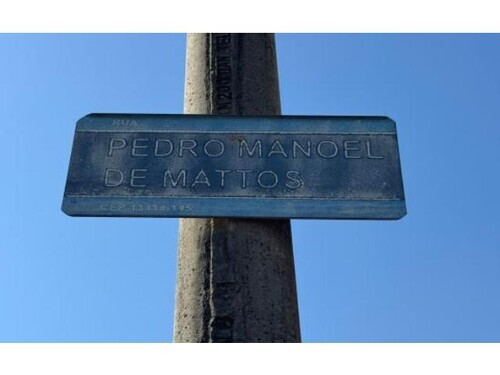 RUA
PEDRO MANOEL
DE MATTOS
CEP